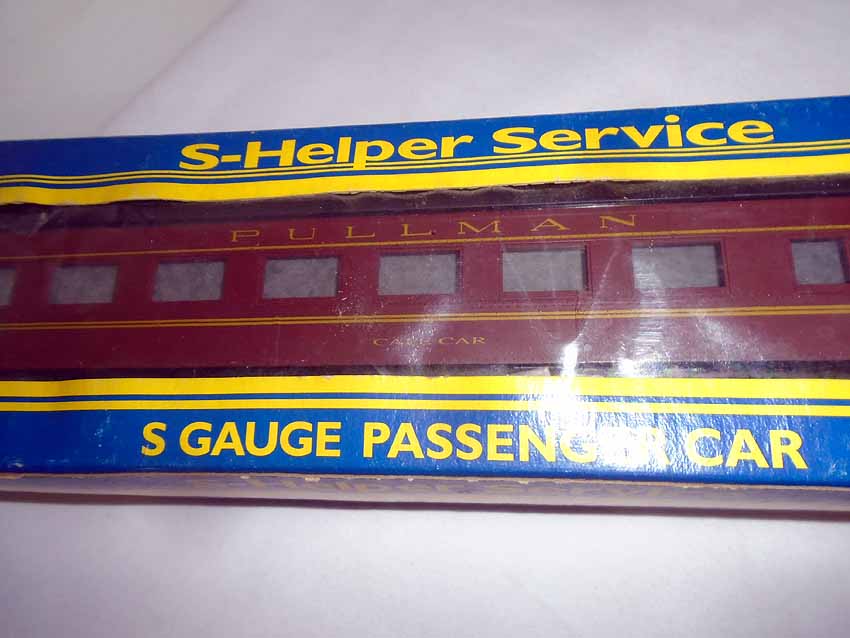 S-Helper Service
PULLMAN
CAFE CAR
S GAUGE PASSENGER CAR